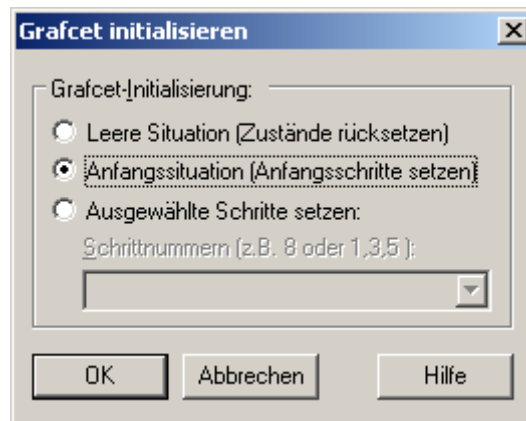 Grafcet initialisieren
Grafcet-Initialisierung:
Leere Situation (Zustände rücksetzen)
Anfangssituation (Anfangsschritte setzen)
Ausgewählte Schritte setzen:
Schrittnummern (z.B. 8 oder 1,3,5 ):
OK Abbrechen Hilfe